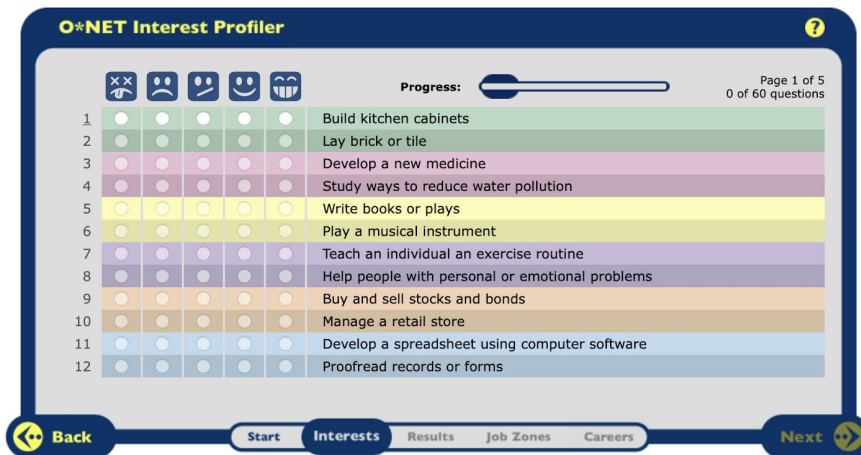 O*NET Interest Profiler
?
Progress:
Page 1 of 5
0 of 60 questions
1 Build kitchen cabinets
2 Lay brick or tile
3 Develop a new medicine
4 Study ways to reduce water pollution
5 Write books or plays
6 Play a musical instrument
7 Teach an individual an exercise routine
8 Help people with personal or emotional problems
9 Buy and sell stocks and bonds
10 Manage a retail store
11 Develop a spreadsheet using computer software
12 Proofread records or forms
Back Start Interests Results Job Zones Careers Next